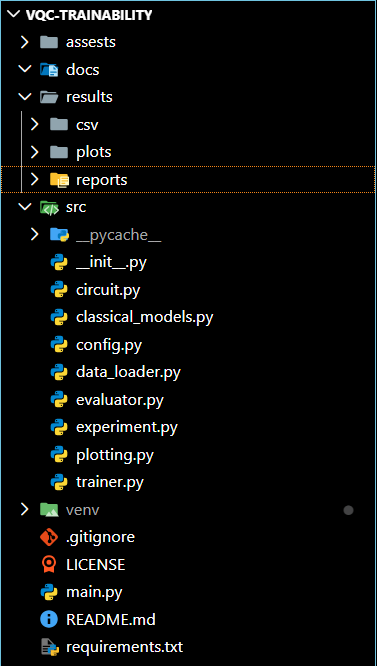 VQC-TRAINABILITY
assests
docs
results
csv
plots
reports
src
__pycache__
__init__.py
circuit.py
classical_models.py
config.py
data_loader.py
evaluator.py
experiment.py
plotting.py
trainer.py
venv
.gitignore
LICENSE
main.py
README.md
requirements.txt